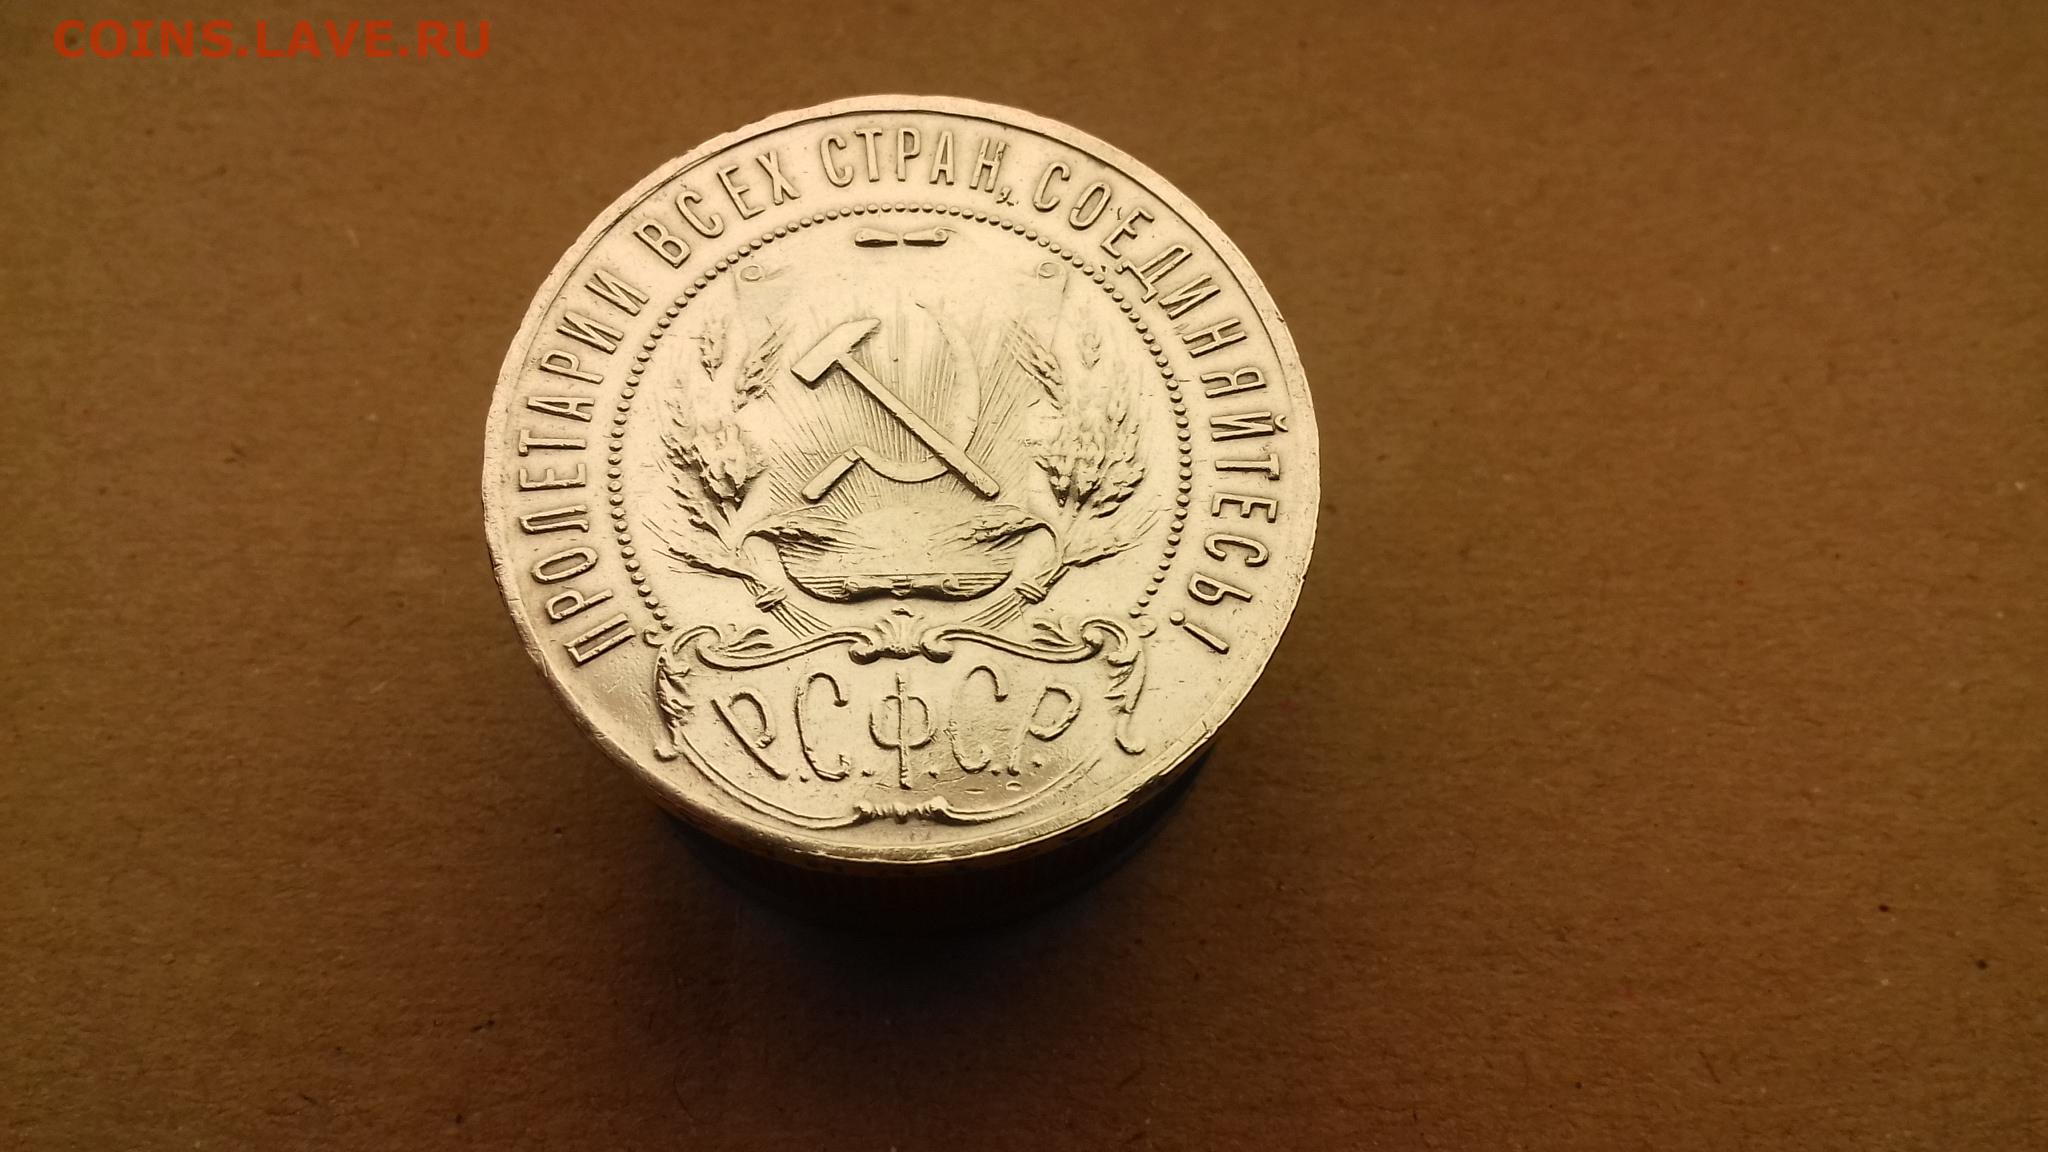 COINS.LAVE.RU
ПРОЛЕТАРИИ ВСЕХ СТРАН, СОЕДИНЯЙТЕСЬ!
Р.С.Ф.С.Р.